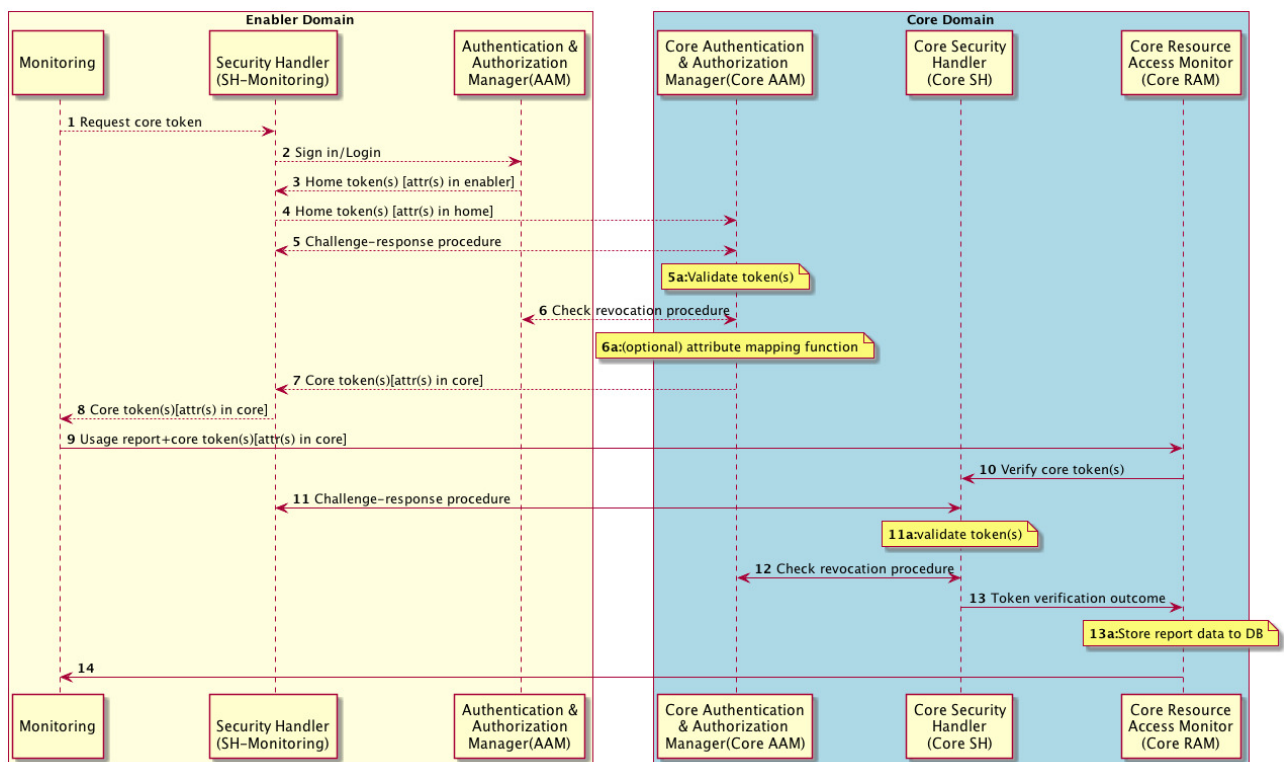 Enabler Domain
Core Domain
Monitoring
Security Handler
(SH-Monitoring)
Authentication &
Authorization
Manager(AAM)
Core Authentication
& Authorization
Manager(Core AAM)
Core Security
Handler
(Core SH)
Core Resource
Access Monitor
(Core RAM)
1 Request core token
2 Sign in/Login
3 Home token(s) [attr(s) in enabler]
4 Home token(s) [attr(s) in home]
5 Challenge-response procedure
5a:Validate token(s)
6 Check revocation procedure
6a:(optional) attribute mapping function
7 Core token(s)[attr(s) in core]
8 Core token(s)[attr(s) in core]
9 Usage report+core token(s)[attr(s) in core]
10 Verify core token(s)
11 Challenge-response procedure
11a:validate token(s)
12 Check revocation procedure
13 Token verification outcome
13a:Store report data to DB
14
Monitoring
Security Handler
(SH-Monitoring)
Authentication &
Authorization
Manager(AAM)
Core Authentication
& Authorization
Manager(Core AAM)
Core Security
Handler
(Core SH)
Core Resource
Access Monitor
(Core RAM)